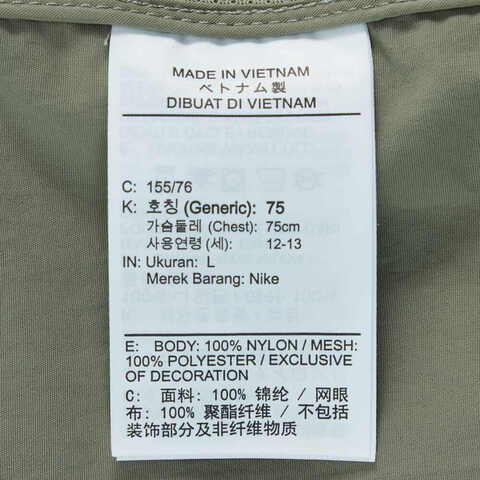 MADE IN VIETNAM
ベトナム製
DIBUAT DI VIETNAM
C: 155/76
K: 호칭 (Generic): 75
가슴둘레 (Chest): 75cm
사용연령 (세): 12-13
IN: Ukuran: L
Merek Barang: Nike
E: BODY: 100% NYLON / MESH:
100% POLYESTER / EXCLUSIVE
OF DECORATION
C: 面料: 100% 锦纶 / 网眼
布: 100% 聚酯纤维 / 不包括
装饰部分及非纤维部分